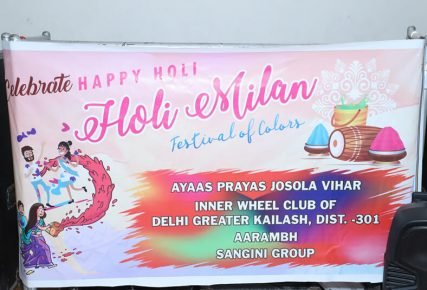 Celebrate HAPPY HOLI
Holi Milan
Festival of Colors
AYAAS PRAYAS JOSOLA VIHAR
INNER WHEEL CLUB OF
DELHI GREATER KAILASH, DIST. -301
AARAMBH
SANGINI GROUP